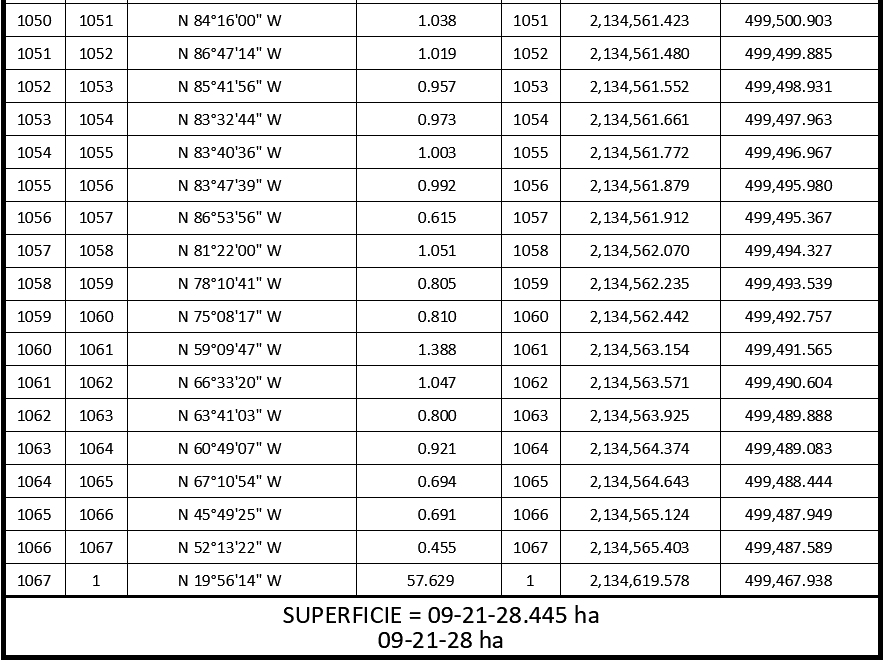 1050 1051 N 84°16'00" W 1.038 1051 2,134,561.423 499,500.903
1051 1052 N 86°47'14" W 1.019 1052 2,134,561.480 499,499.885
1052 1053 N 85°41'56" W 0.957 1053 2,134,561.552 499,498.931
1053 1054 N 83°32'44" W 0.973 1054 2,134,561.661 499,497.963
1054 1055 N 83°40'36" W 1.003 1055 2,134,561.772 499,496.967
1055 1056 N 83°47'39" W 0.992 1056 2,134,561.879 499,495.980
1056 1057 N 86°53'56" W 0.615 1057 2,134,561.912 499,495.367
1057 1058 N 81°22'00" W 1.051 1058 2,134,562.070 499,494.327
1058 1059 N 78°10'41" W 0.805 1059 2,134,562.235 499,493.539
1059 1060 N 75°08'17" W 0.810 1060 2,134,562.442 499,492.757
1060 1061 N 59°09'47" W 1.388 1061 2,134,563.154 499,491.565
1061 1062 N 66°33'20" W 1.047 1062 2,134,563.571 499,490.604
1062 1063 N 63°41'03" W 0.800 1063 2,134,563.925 499,489.888
1063 1064 N 60°49'07" W 0.921 1064 2,134,564.374 499,489.083
1064 1065 N 67°10'54" W 0.694 1065 2,134,564.643 499,488.444
1065 1066 N 45°49'25" W 0.691 1066 2,134,565.124 499,487.949
1066 1067 N 52°13'22" W 0.455 1067 2,134,565.403 499,487.589
1067 1 N 19°56'14" W 57.629 1 2,134,619.578 499,467.938
SUPERFICIE = 09-21-28.445 ha
09-21-28 ha